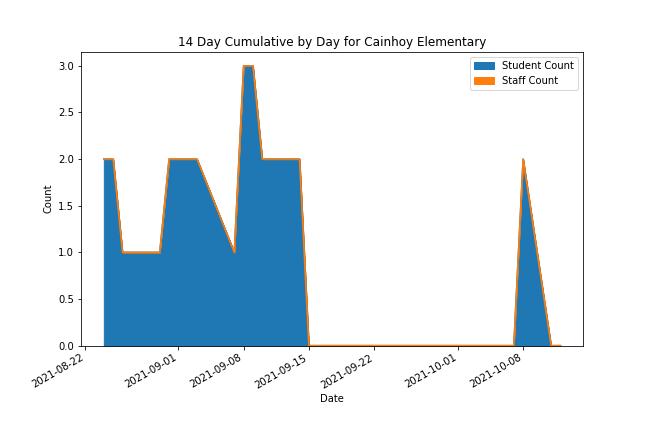 14 Day Cumulative by Day for Cainhoy Elementary
Student Count
Staff Count
3.0
2.5
2.0
1.5
1.0
0.5
0.0
Count
2021-08-22
2021-09-01
2021-09-08
2021-09-15
2021-09-22
2021-10-01
2021-10-08
Date